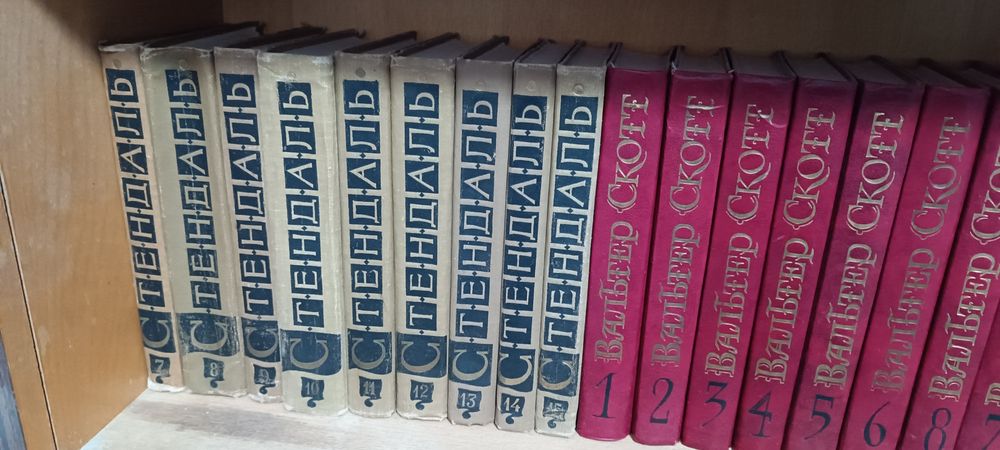 СТЕНДАЛЬ
7
СТЕНДАЛЬ
8
СТЕНДАЛЬ
9
СТЕНДАЛЬ
10
СТЕНДАЛЬ
11
СТЕНДАЛЬ
12
СТЕНДАЛЬ
13
СТЕНДАЛЬ
14
СТЕНДАЛЬ
15
Вальтер Скотт
1
Вальтер Скотт
2
Вальтер Скотт
3
Вальтер Скотт
4
Вальтер Скотт
5
Вальтер Скотт
6
Вальтер Скотт
8
Вальтер
7